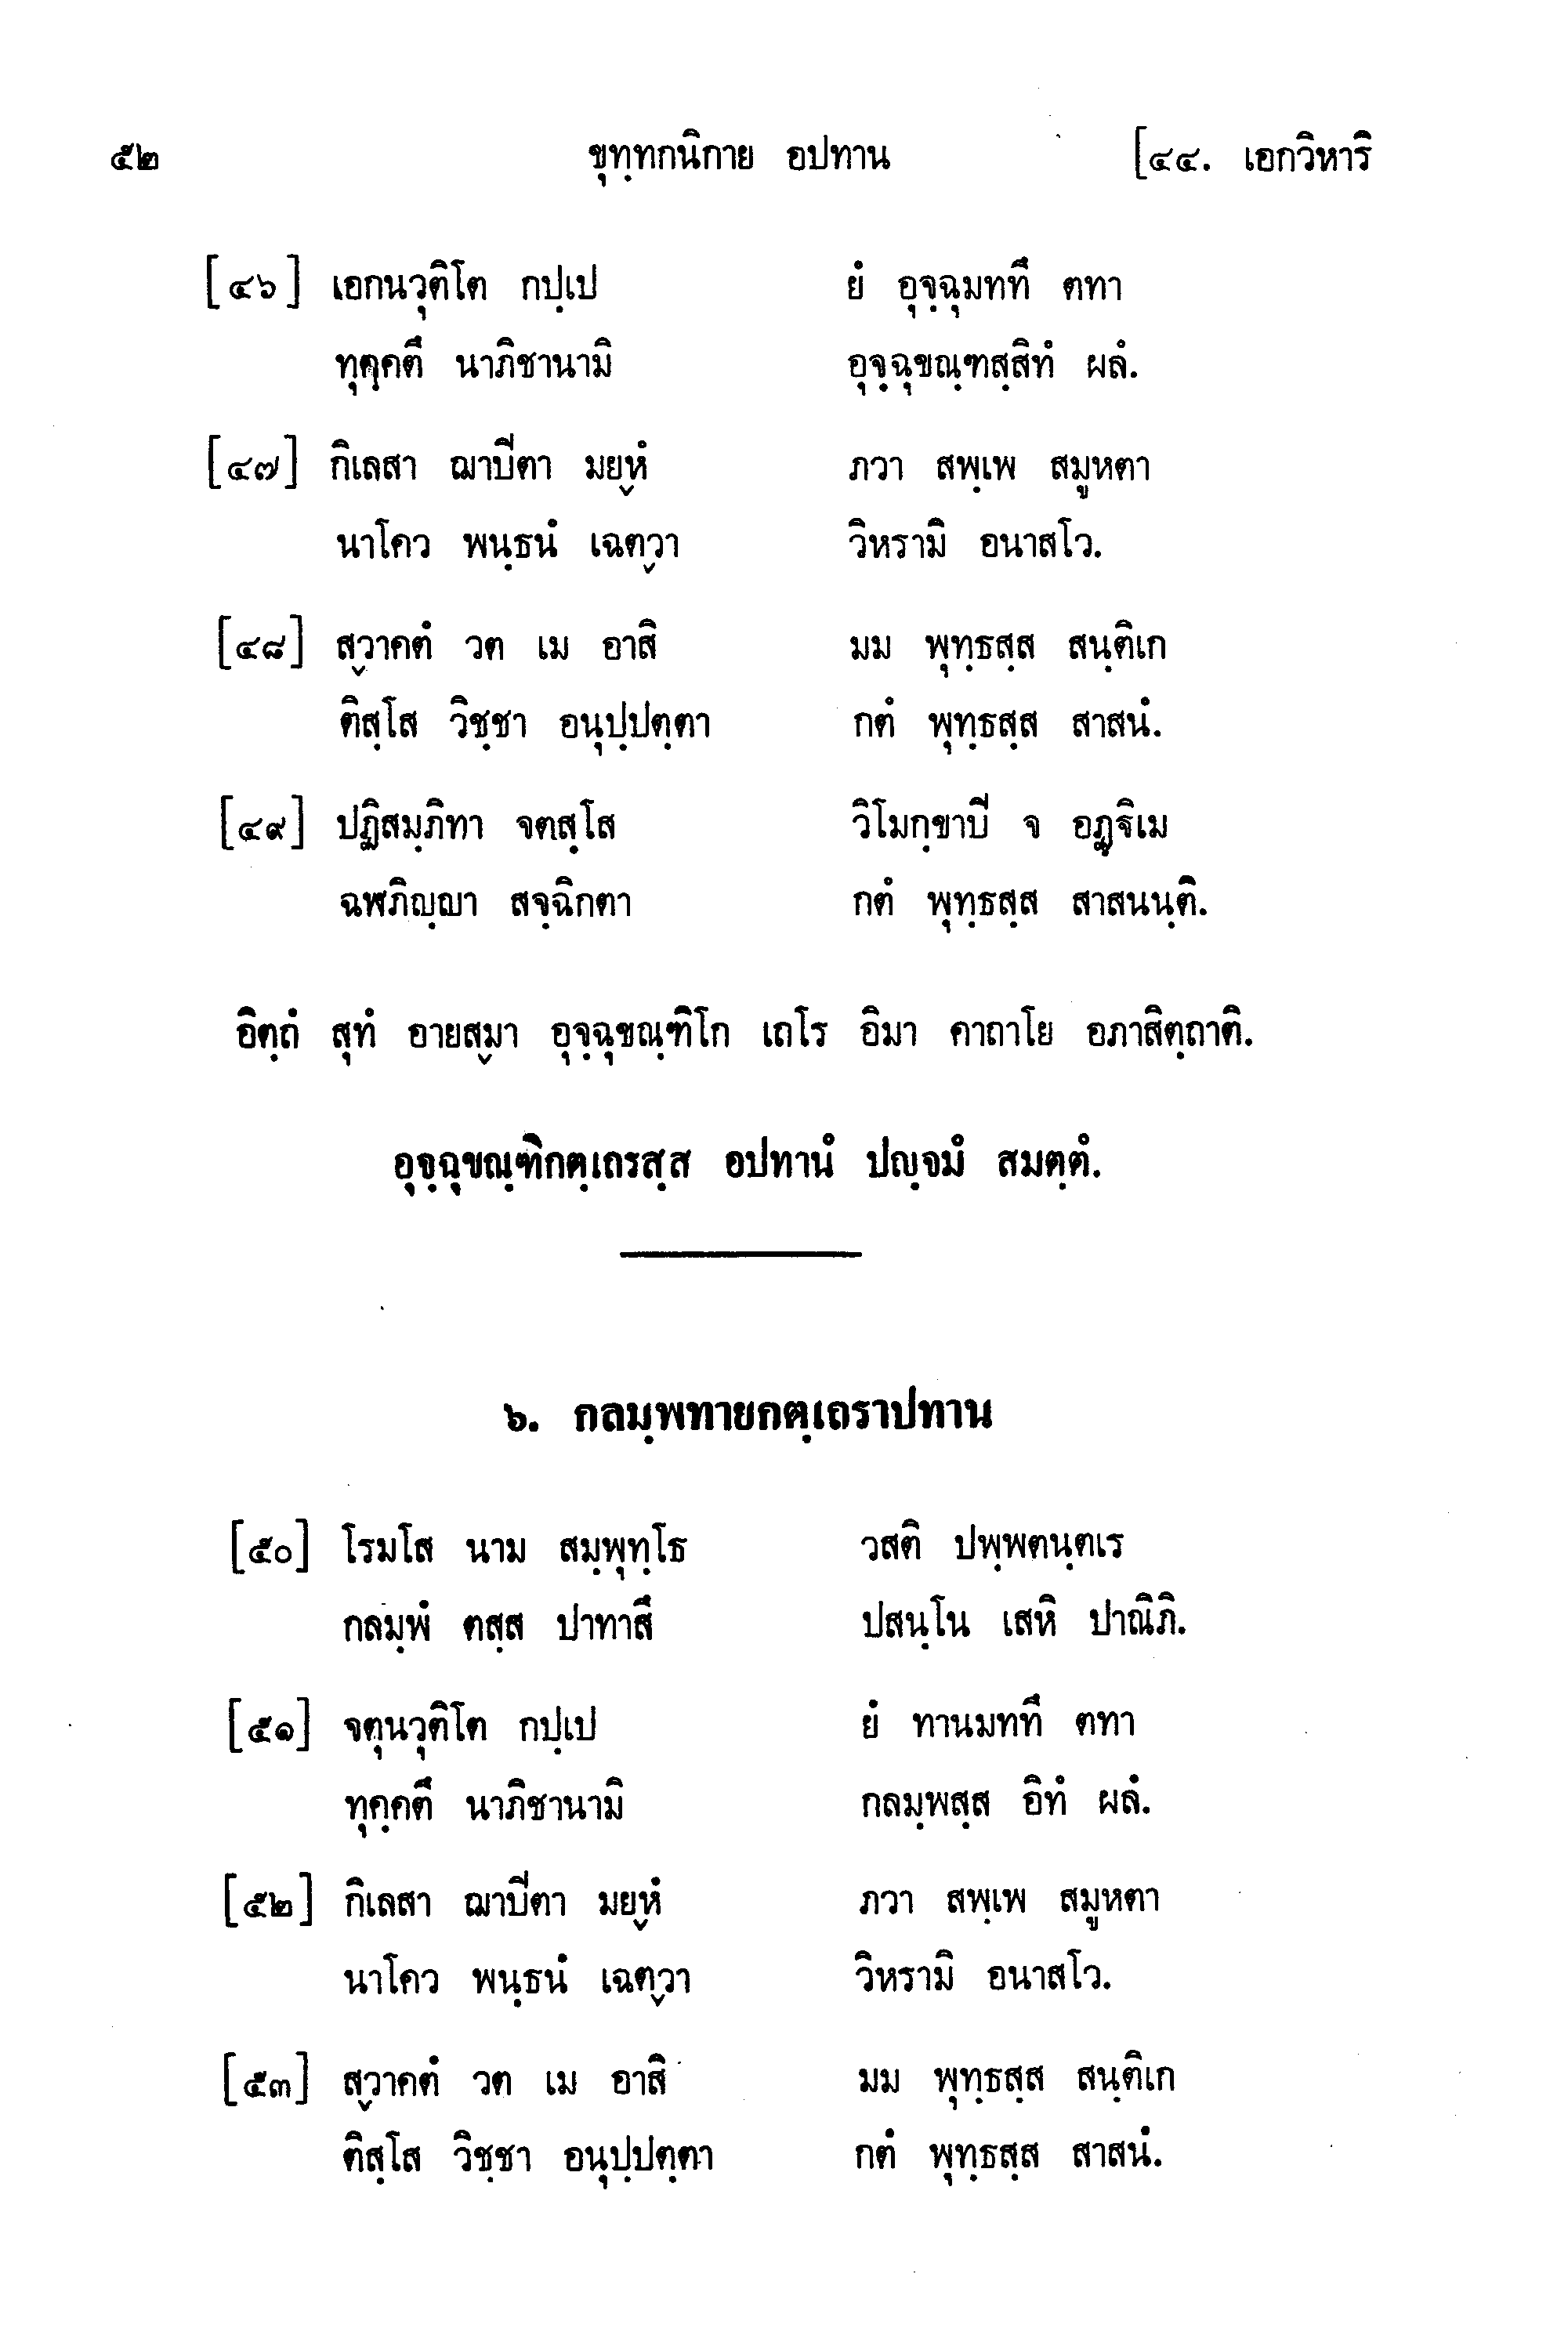 ๕๒ ขุทฺทกนิกาย อปทาน [๔๔. เอกวิหาริ
[๔๖] เอกนวุติโต กปฺเป ยํ อุจฺฉุมททึ ตทา
ทุคฺคตึ นาภิชานามิ อุจฺฉุขณฺฑสฺสิทํ ผลํ.
[๔๗] กิเลสา ฌาปีตา มยฺหํ ภวา สพฺเพ สมูหตา
นาโคว พนฺธนํ เฉตฺวา วิหรามิ อนาสโว.
[๔๘] สฺวาคตํ วต เม อาสิ มม พุทฺธสฺส สนฺติเก
ติสฺโส วิชฺชา อนุปฺปตฺตา กตํ พุทฺธสฺส สาสนํ.
[๔๙] ปฏิสมฺภิทา จตสฺโส วิโมกฺขาปี จ อฏฺฐิเม
ฉฬภิญฺญา สจฺฉิกตา กตํ พุทฺธสฺส สาสนนฺติ.
อิตฺถํ สุทํ อายสฺมา อุจฺฉุขณฺฑิโก เถโร อิมา คาถาโย อภาสิตฺถาติ.
อุจฺฉุขณฺฑิกตฺเถรสฺส อปทานํ ปญฺจมํ สมตฺตํ.
๖. กลมฺพทายกตฺเถราปทาน
[๕๐] โรมโส นาม สมฺพุทฺโธ วสติ ปพฺพตนฺตเร
กลมฺพํ ตสฺส ปาทาสึ ปสนฺโน เสหิ ปาณิภิ.
[๕๑] จตุนวุติโต กปฺเป ยํ ทานมททึ ตทา
ทุคฺคตึ นาภิชานามิ กลมฺพสฺส อิทํ ผลํ.
[๕๒] กิเลสา ฌาปีตา มยฺหํ ภวา สพฺเพ สมูหตา
นาโคว พนฺธนํ เฉตฺวา วิหรามิ อนาสโว.
[๕๓] สฺวาคตํ วต เม อาสิ มม พุทฺธสฺส สนฺติเก
ติสฺโส วิชฺชา อนุปฺปตฺตา กตํ พุทฺธสฺส สาสนํ.